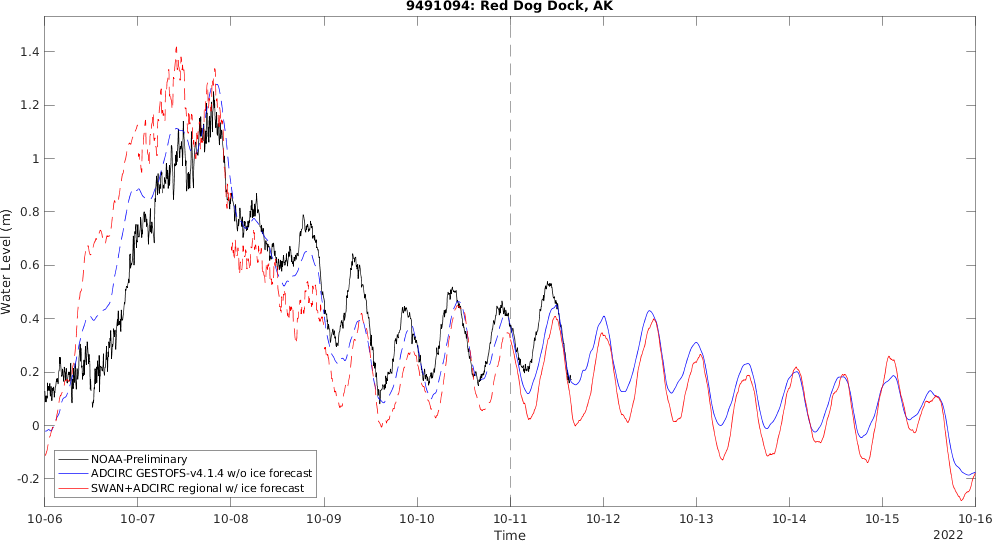 9491094: Red Dog Dock, AK
Water Level (m)
1.4
1.2
1
0.8
0.6
0.4
0.2
0
-0.2
NOAA-Preliminary
ADCIRC GESTOFS-v4.1.4 w/o ice forecast
SWAN+ADCIRC regional w/ ice forecast
10-06 10-07 10-08 10-09 10-10 10-11 10-12 10-13 10-14 10-15 10-16
Time
2022